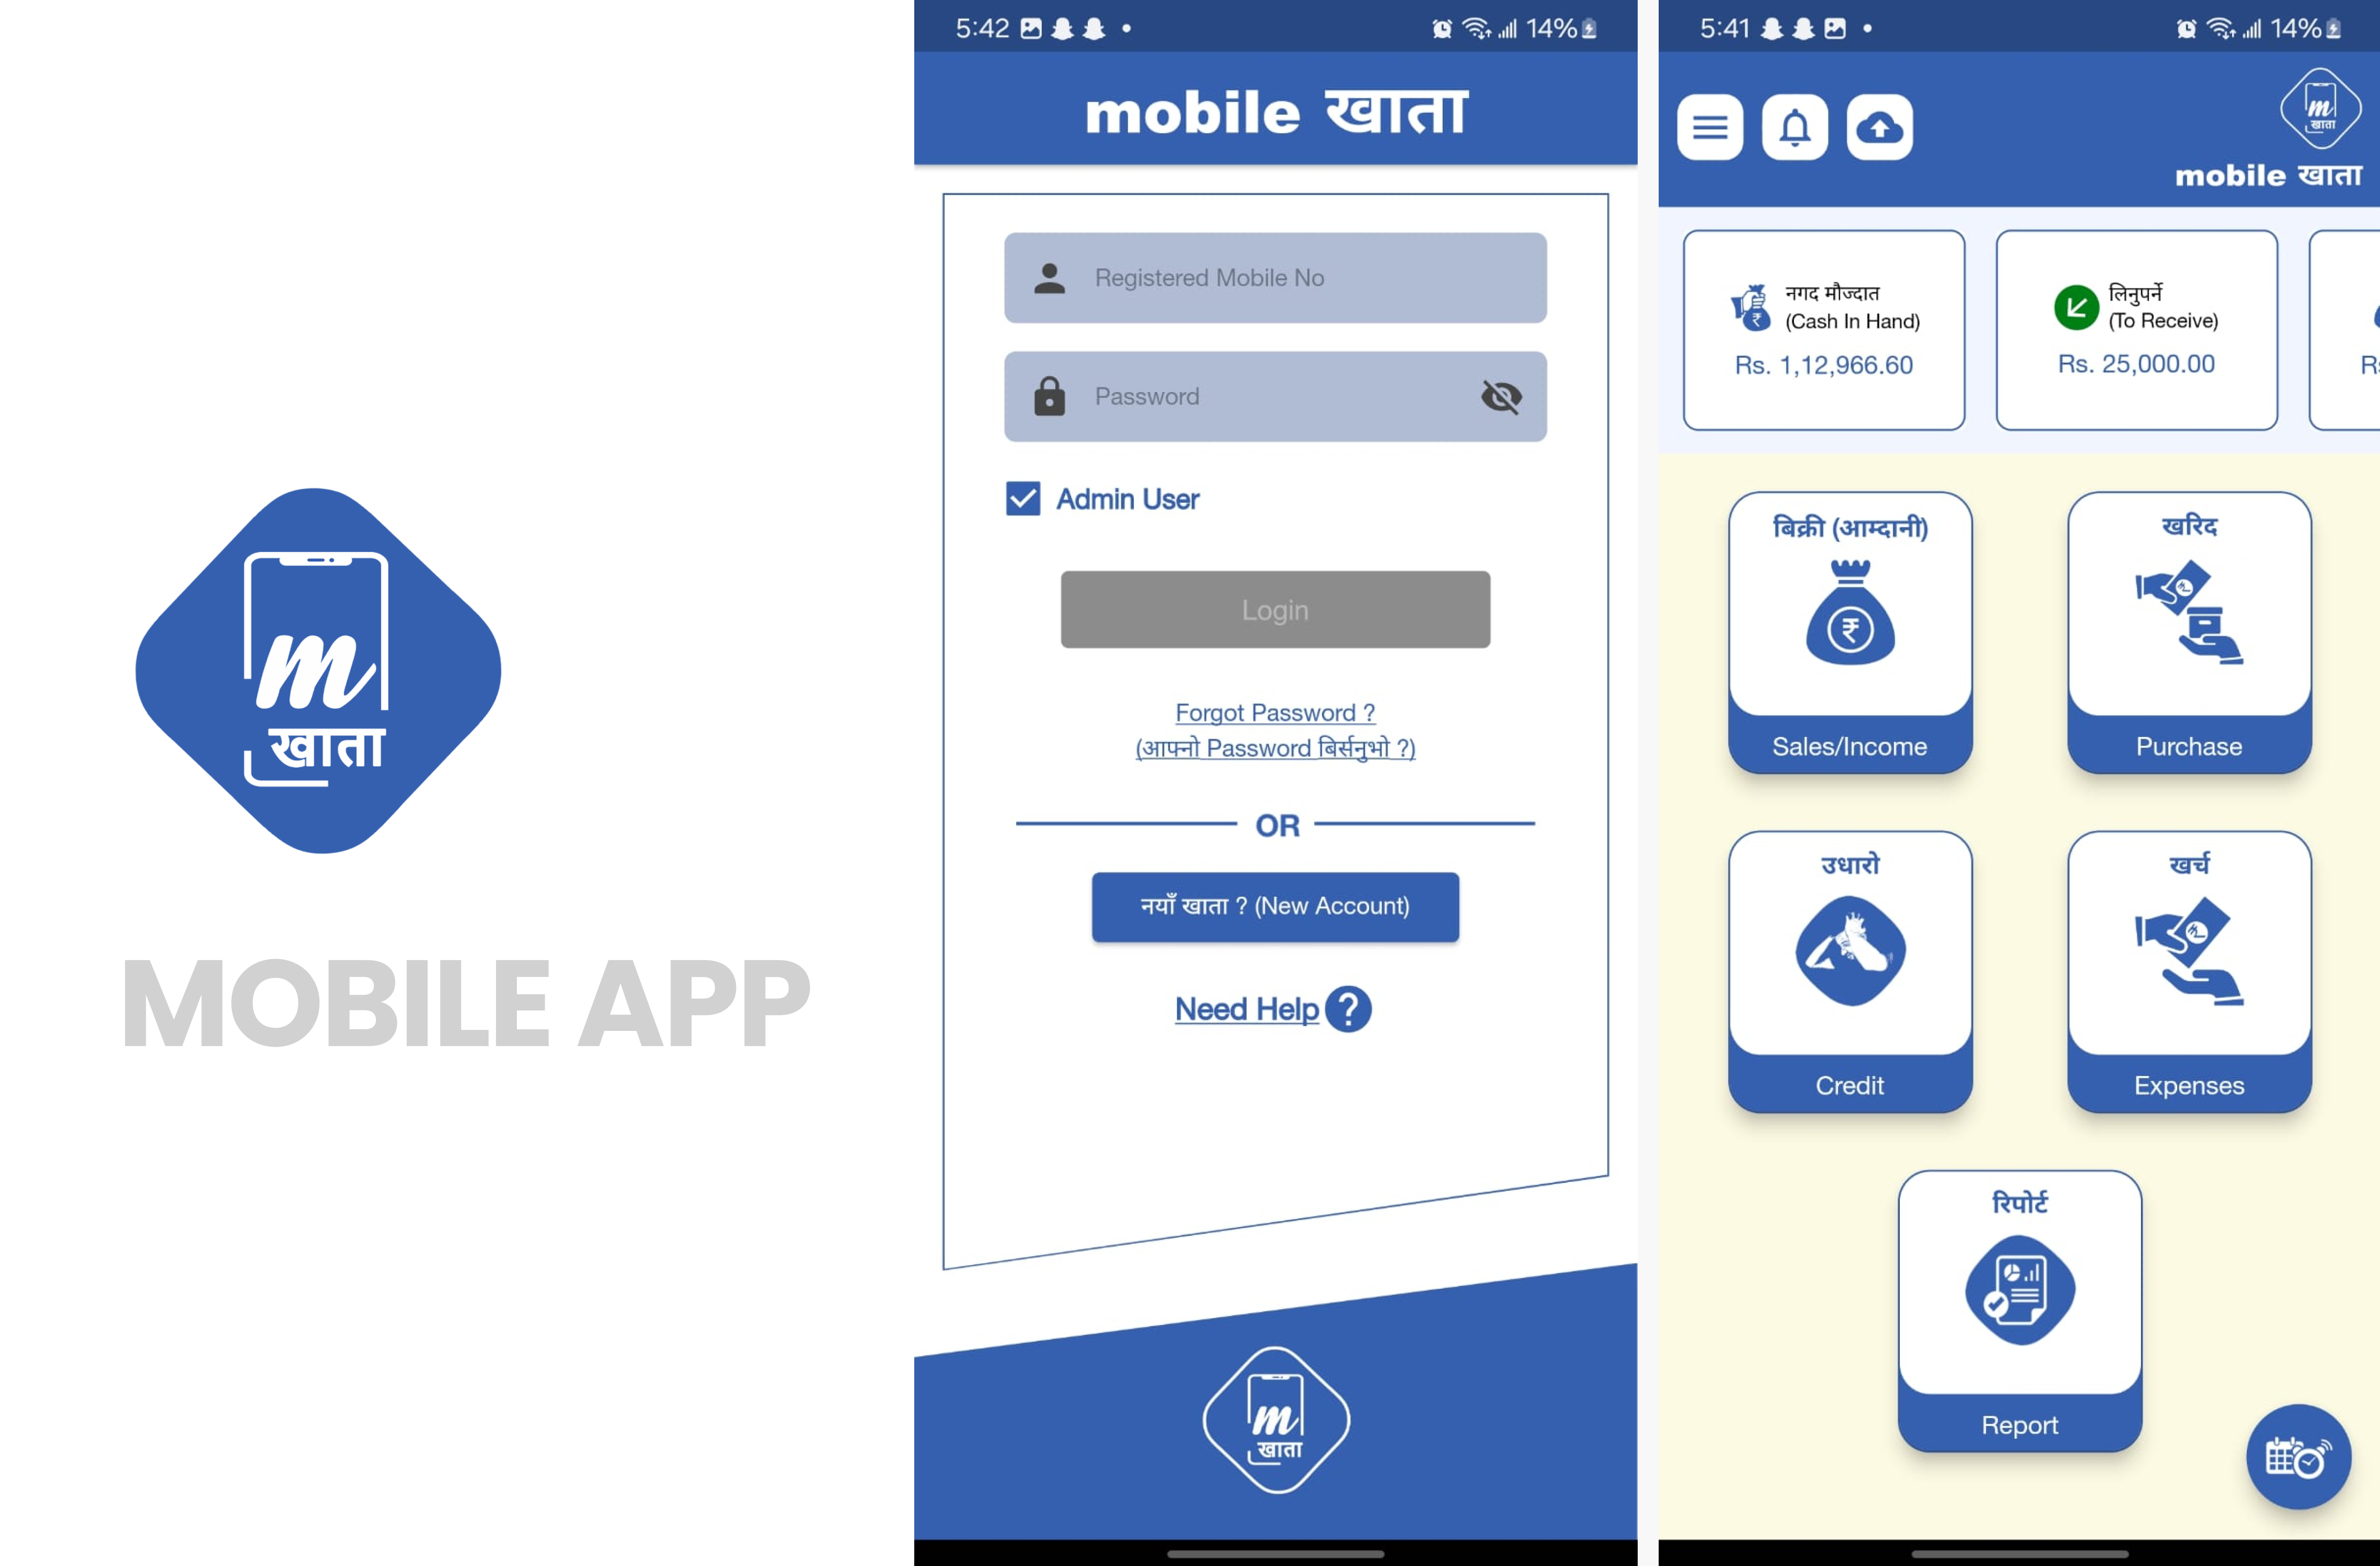 m
खाता
MOBILE APP
5:42
14%
mobile खाता
Registered Mobile No
Password
Admin User
Login
Forgot Password ?
(आफ्नो Password बिर्सनुभो ?)
OR
नयाँ खाता ? (New Account)
Need Help ?
m
खाता
5:41
14%
m
खाता
mobile खाता
नगद मौज्दात
(Cash In Hand)
Rs. 1,12,966.60
लिनुपर्ने
(To Receive)
Rs. 25,000.00
बिक्री (आम्दानी)
₹
Sales/Income
खरिद
Purchase
उधारो
Credit
खर्च
Expenses
रिपोर्ट
Report